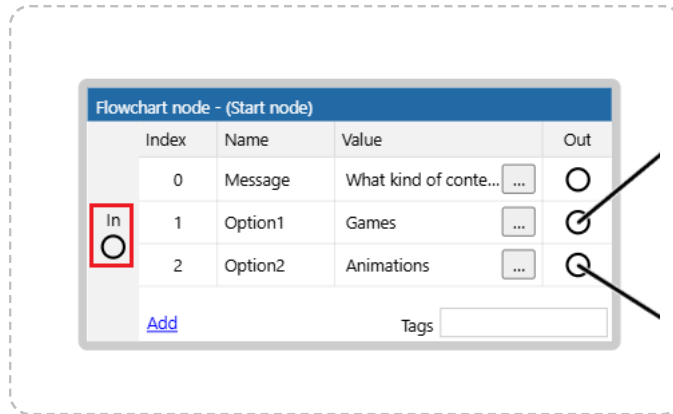 Flowchart node - (Start node)
Index Name Value Out
0 Message What kind of conte... ...
In
1 Option1 Games ...
2 Option2 Animations ...
Add Tags